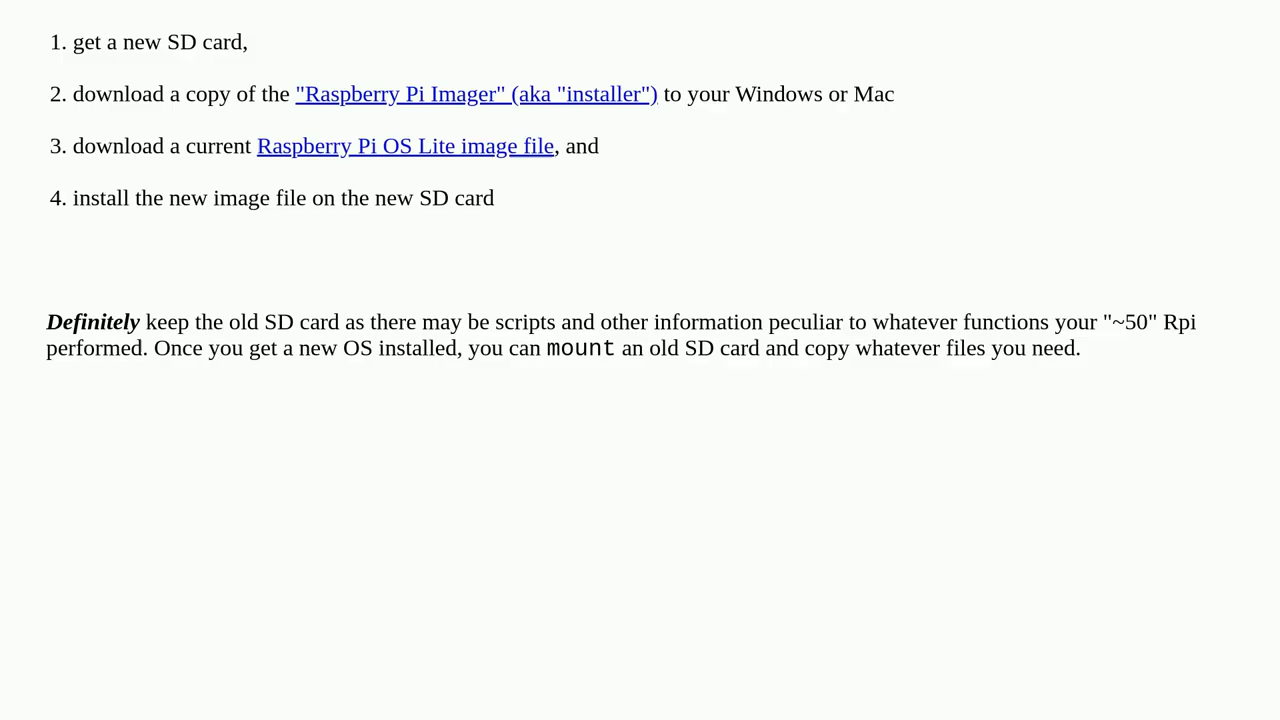 1. get a new SD card,
2. download a copy of the "Raspberry Pi Imager" (aka "installer") to your Windows or Mac
3. download a current Raspberry Pi OS Lite image file, and
4. install the new image file on the new SD card
Definitely keep the old SD card as there may be scripts and other information peculiar to whatever functions your "~50" Rpi
performed. Once you get a new OS installed, you can mount an old SD card and copy whatever files you need.